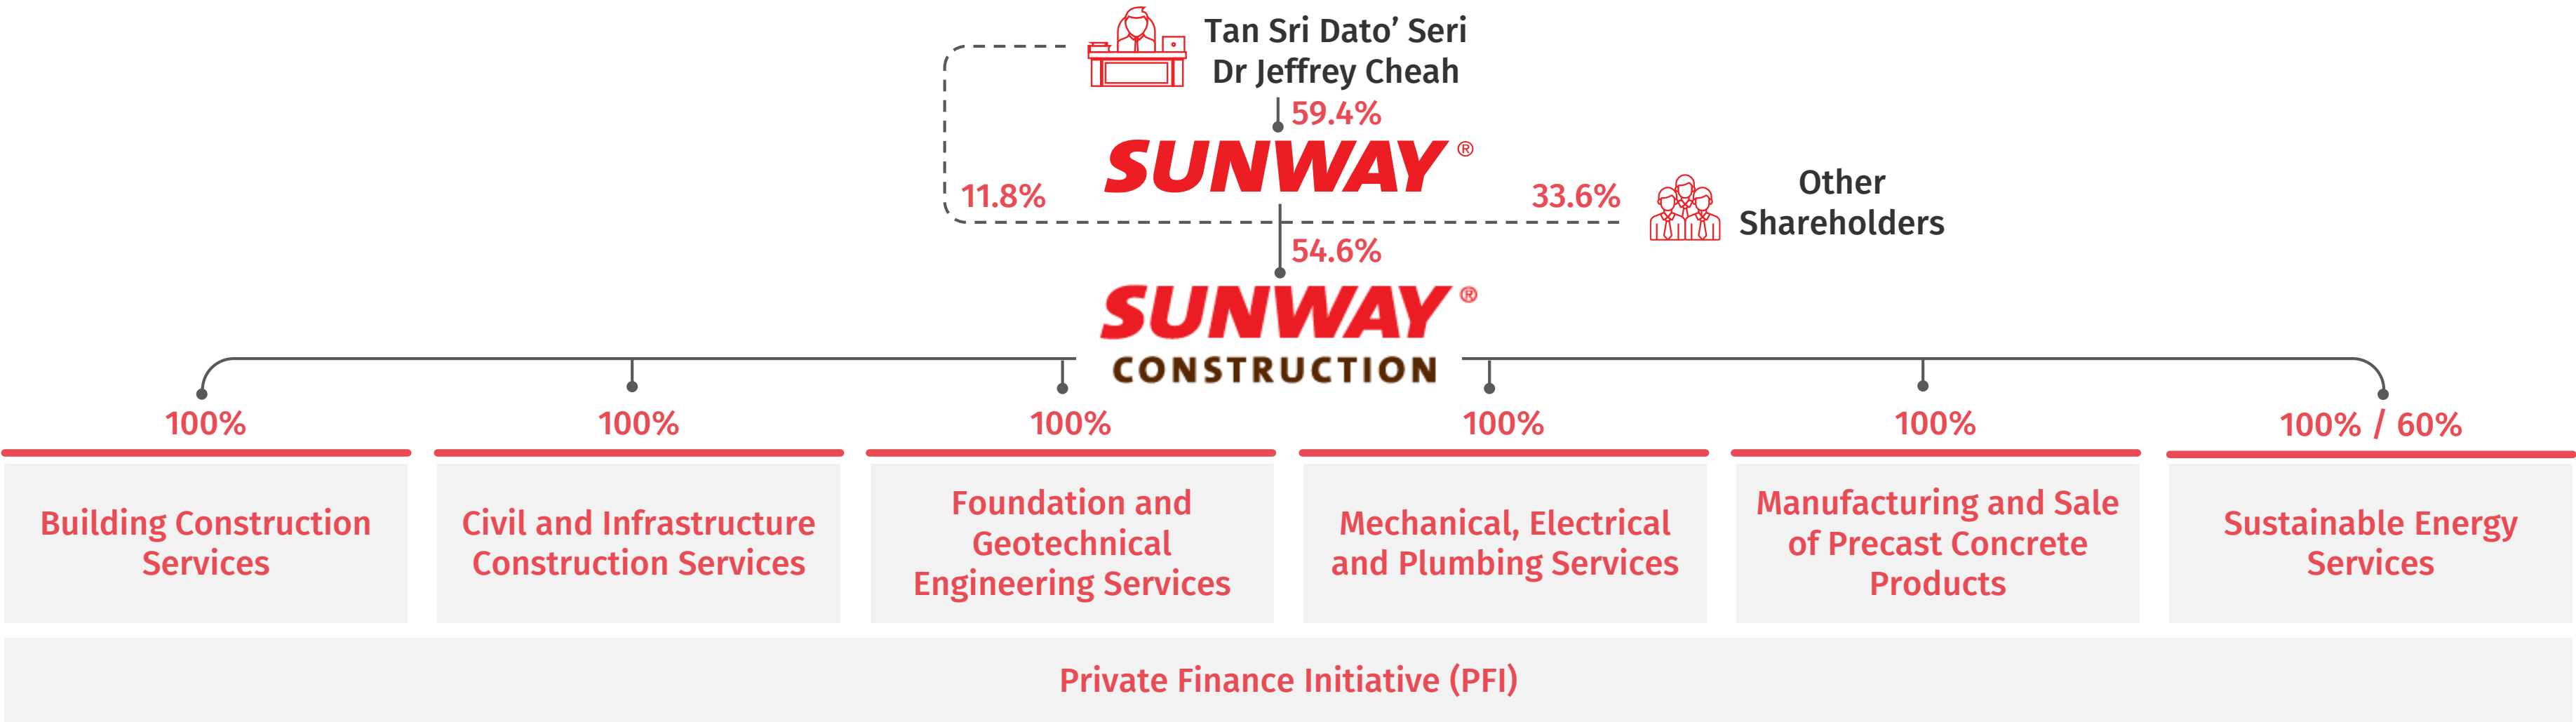 Tan Sri Dato’ Seri
Dr Jeffrey Cheah
59.4%
SUNWAY®
11.8%
33.6%
Other
Shareholders
54.6%
SUNWAY®
CONSTRUCTION
100%
100%
100%
100%
100%
100% / 60%
Building Construction
Services
Civil and Infrastructure
Construction Services
Foundation and
Geotechnical
Engineering Services
Mechanical, Electrical
and Plumbing Services
Manufacturing and Sale
of Precast Concrete
Products
Sustainable Energy
Services
Private Finance Initiative (PFI)